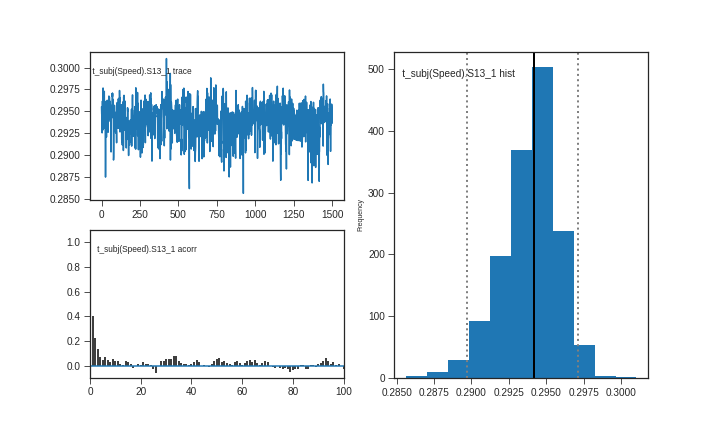 t_subj(Speed).S13_1 trace
0.3000
0.2975
0.2950
0.2925
0.2900
0.2875
0.2850
0 250 500 750 1000 1250 1500
t_subj(Speed).S13_1 acorr
1.0
0.8
0.6
0.4
0.2
0.0
0 20 40 60 80 100
t_subj(Speed).S13_1 hist
Frequency
500
400
300
200
100
0
0.2850 0.2875 0.2900 0.2925 0.2950 0.2975 0.3000